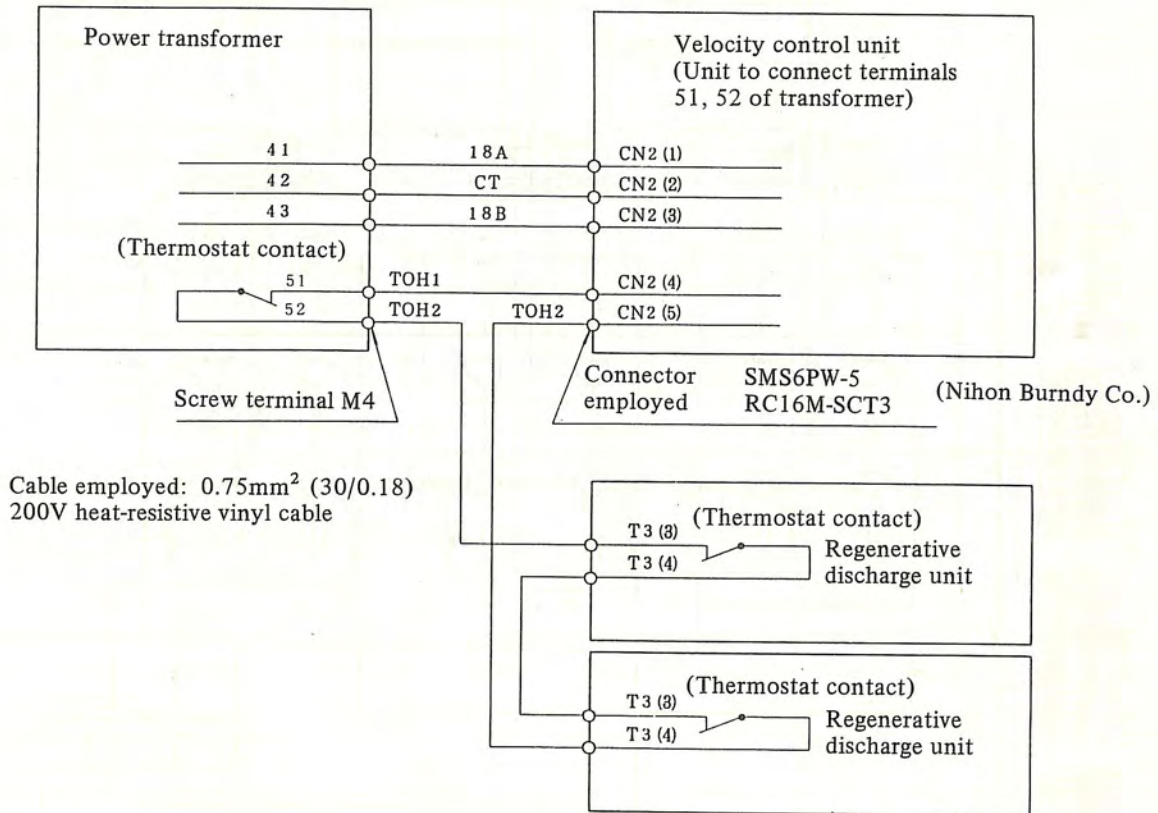 Power transformer
Velocity control unit
(Unit to connect terminals
51, 52 of transformer)
41
18A
CN2 (1)
42
CT
CN2 (2)
43
18B
CN2 (3)
(Thermostat contact)
51
TOH1
CN2 (4)
52
TOH2
TOH2
CN2 (5)
Screw terminal M4
Connector SMS6PW-5
employed RC16M-SCT3
(Nihon Burndy Co.)
Cable employed: 0.75mm² (30/0.18)
200V heat-resistive vinyl cable
(Thermostat contact)
T3 (3)
T3 (4)
Regenerative
discharge unit
(Thermostat contact)
T3 (3)
T3 (4)
Regenerative
discharge unit